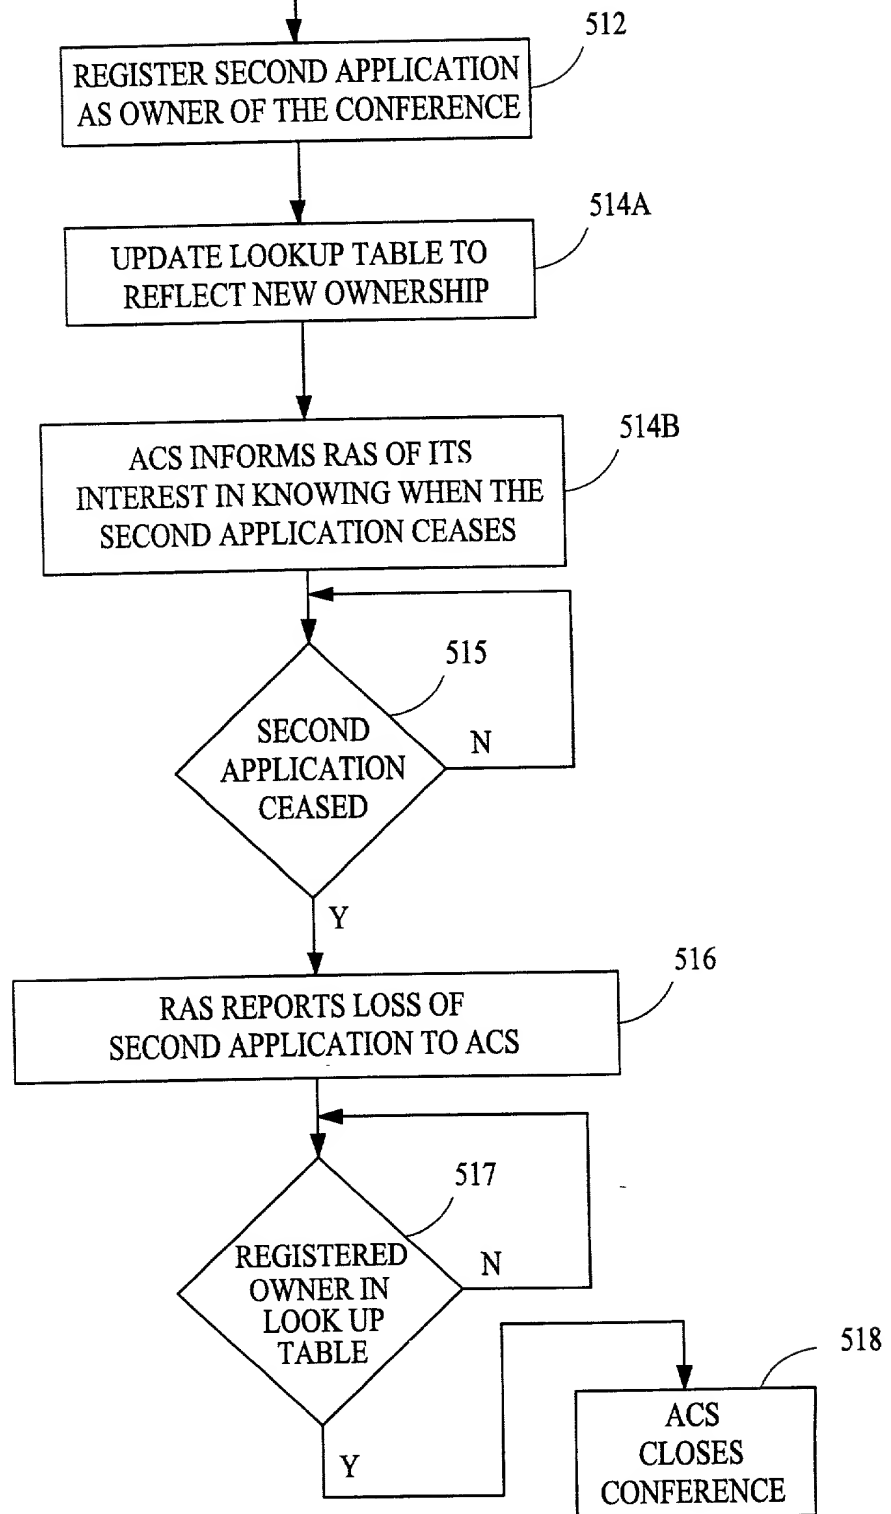 512
REGISTER SECOND APPLICATION
AS OWNER OF THE CONFERENCE
514A
UPDATE LOOKUP TABLE TO
REFLECT NEW OWNERSHIP
514B
ACS INFORMS RAS OF ITS
INTEREST IN KNOWING WHEN THE
SECOND APPLICATION CEASES
515
SECOND
APPLICATION
CEASED
N
Y
516
RAS REPORTS LOSS OF
SECOND APPLICATION TO ACS
517
REGISTERED
OWNER IN
LOOK UP
TABLE
N
Y
518
ACS
CLOSES
CONFERENCE